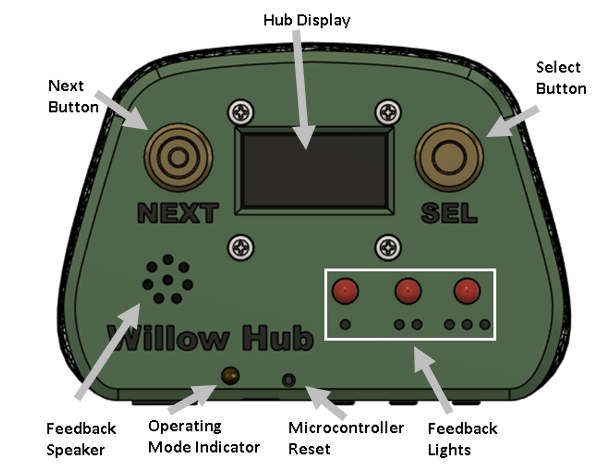 Hub Display
Next
Button
Select
Button
NEXT
SEL
Willow Hub
Feedback
Speaker
Operating
Mode Indicator
Microcontroller
Reset
Feedback
Lights